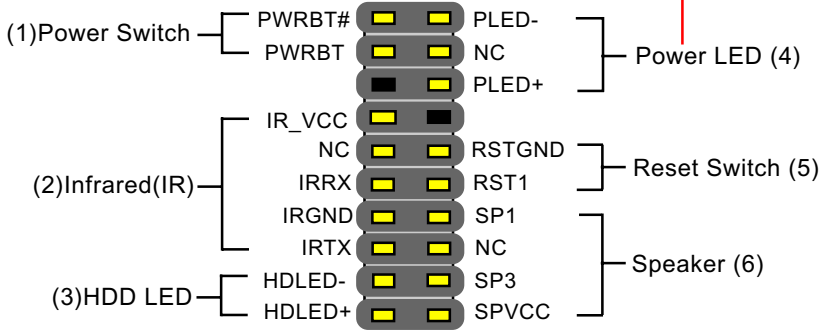 (1)Power Switch
PWRBT#
PWRBT
(2)Infrared(IR)
IR_VCC
NC
IRRX
IRGND
IRTX
(3)HDD LED
HDLED-
HDLED+
PLED-
NC
PLED+
Power LED (4)
RSTGND
RST1
Reset Switch (5)
SP1
NC
SP3
SPVCC
Speaker (6)